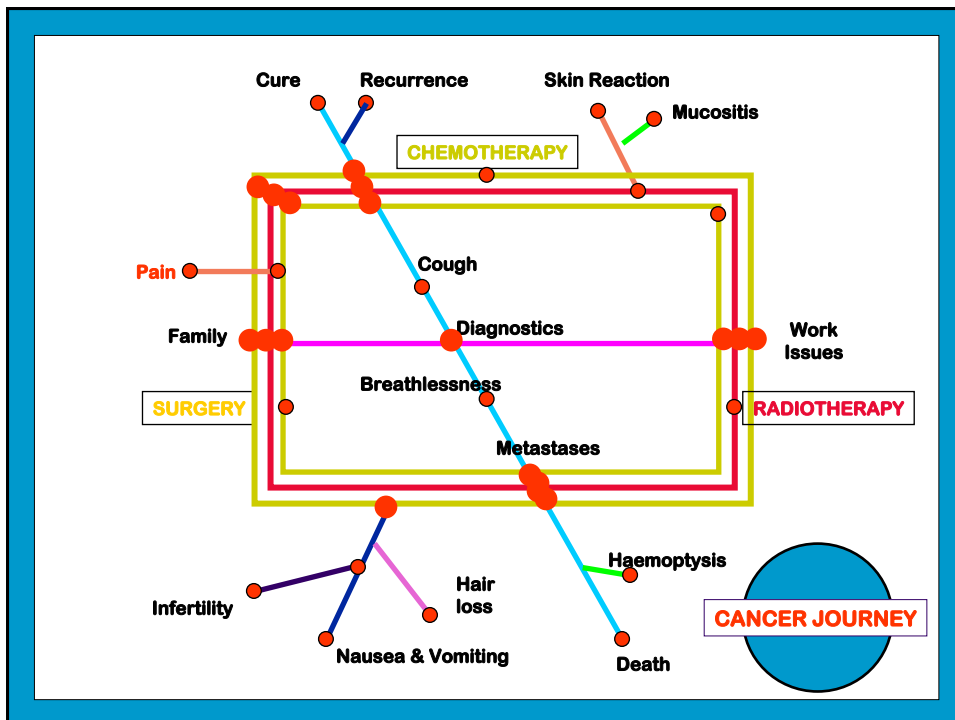 Cure
Recurrence
Skin Reaction
Mucositis
CHEMOTHERAPY
Cough
Pain
Diagnostics
Family
Work
Issues
Breathlessness
SURGERY
RADIOTHERAPY
Metastases
Haemoptysis
Hair
loss
Infertility
CANCER JOURNEY
Nausea & Vomiting
Death